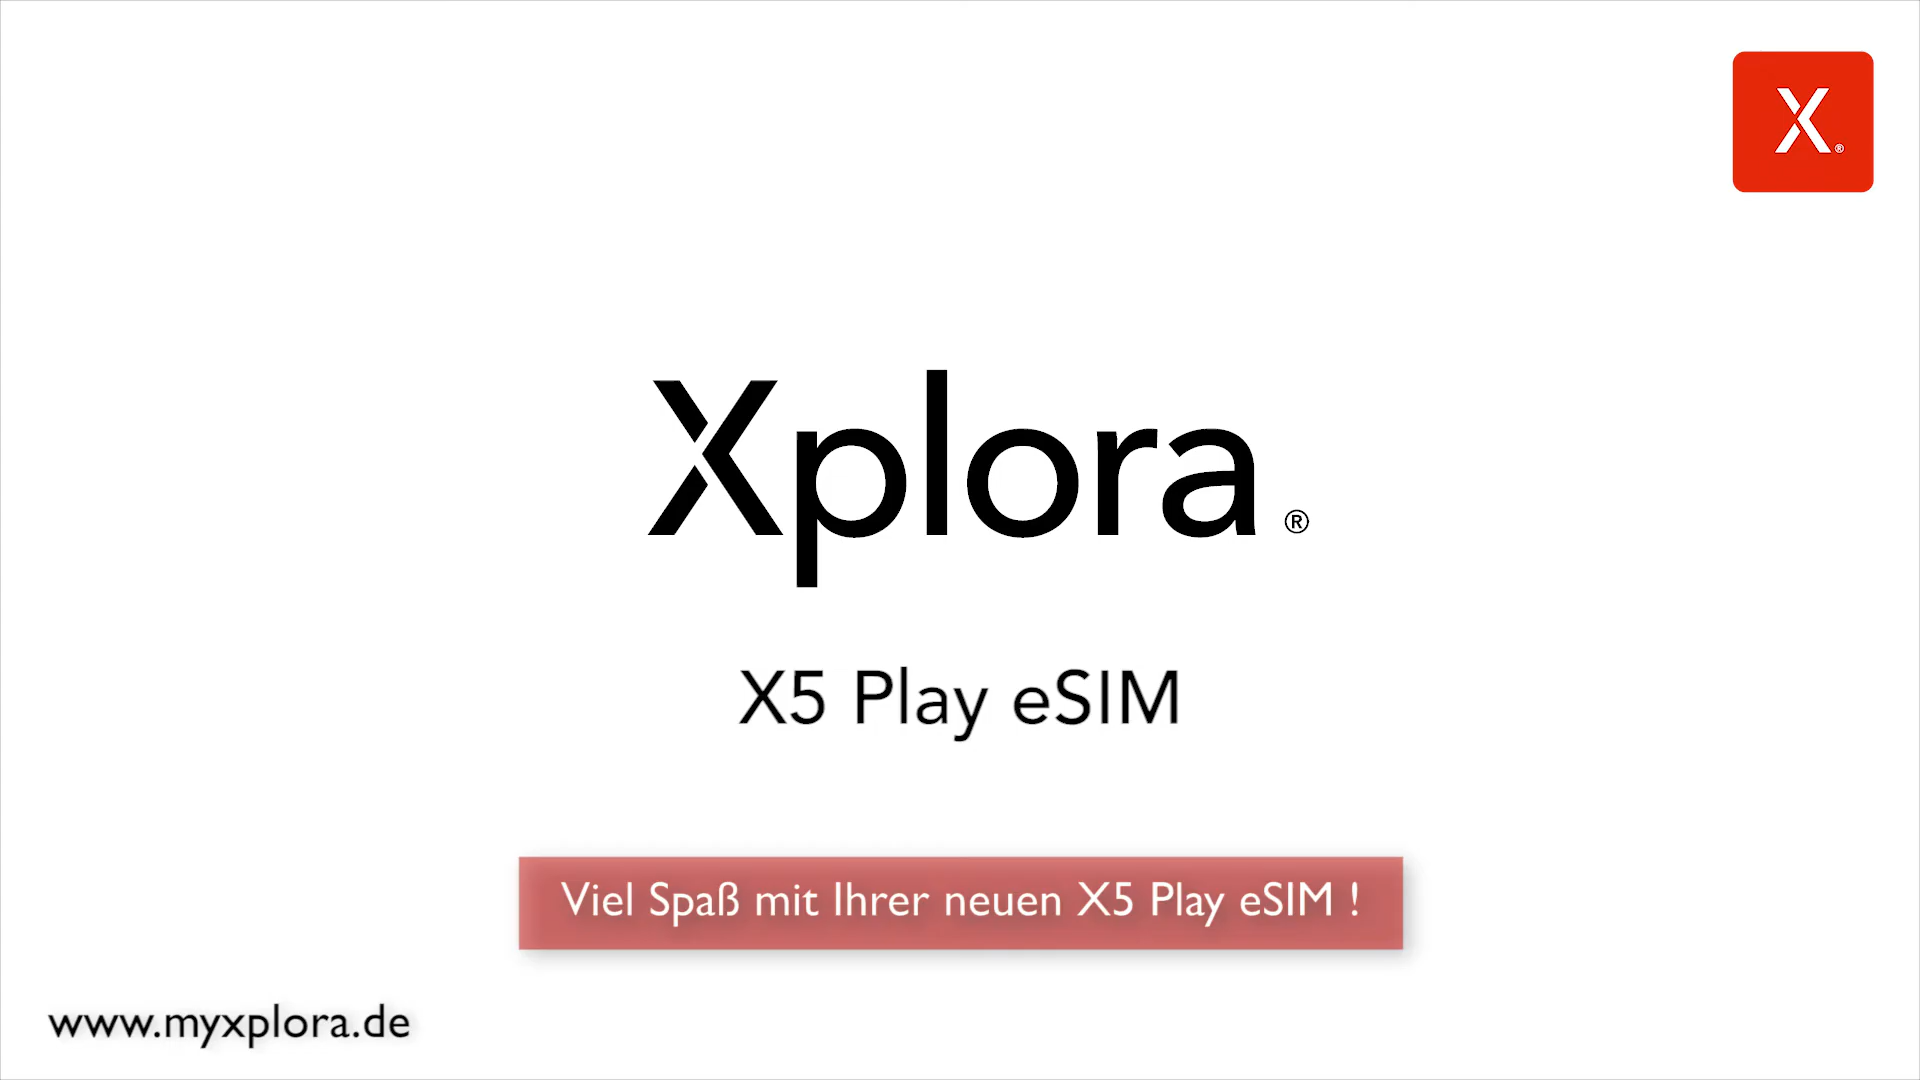 X®
Xplora®
X5 Play eSIM
Viel Spaß mit Ihrer neuen X5 Play eSIM !
www.myxplora.de